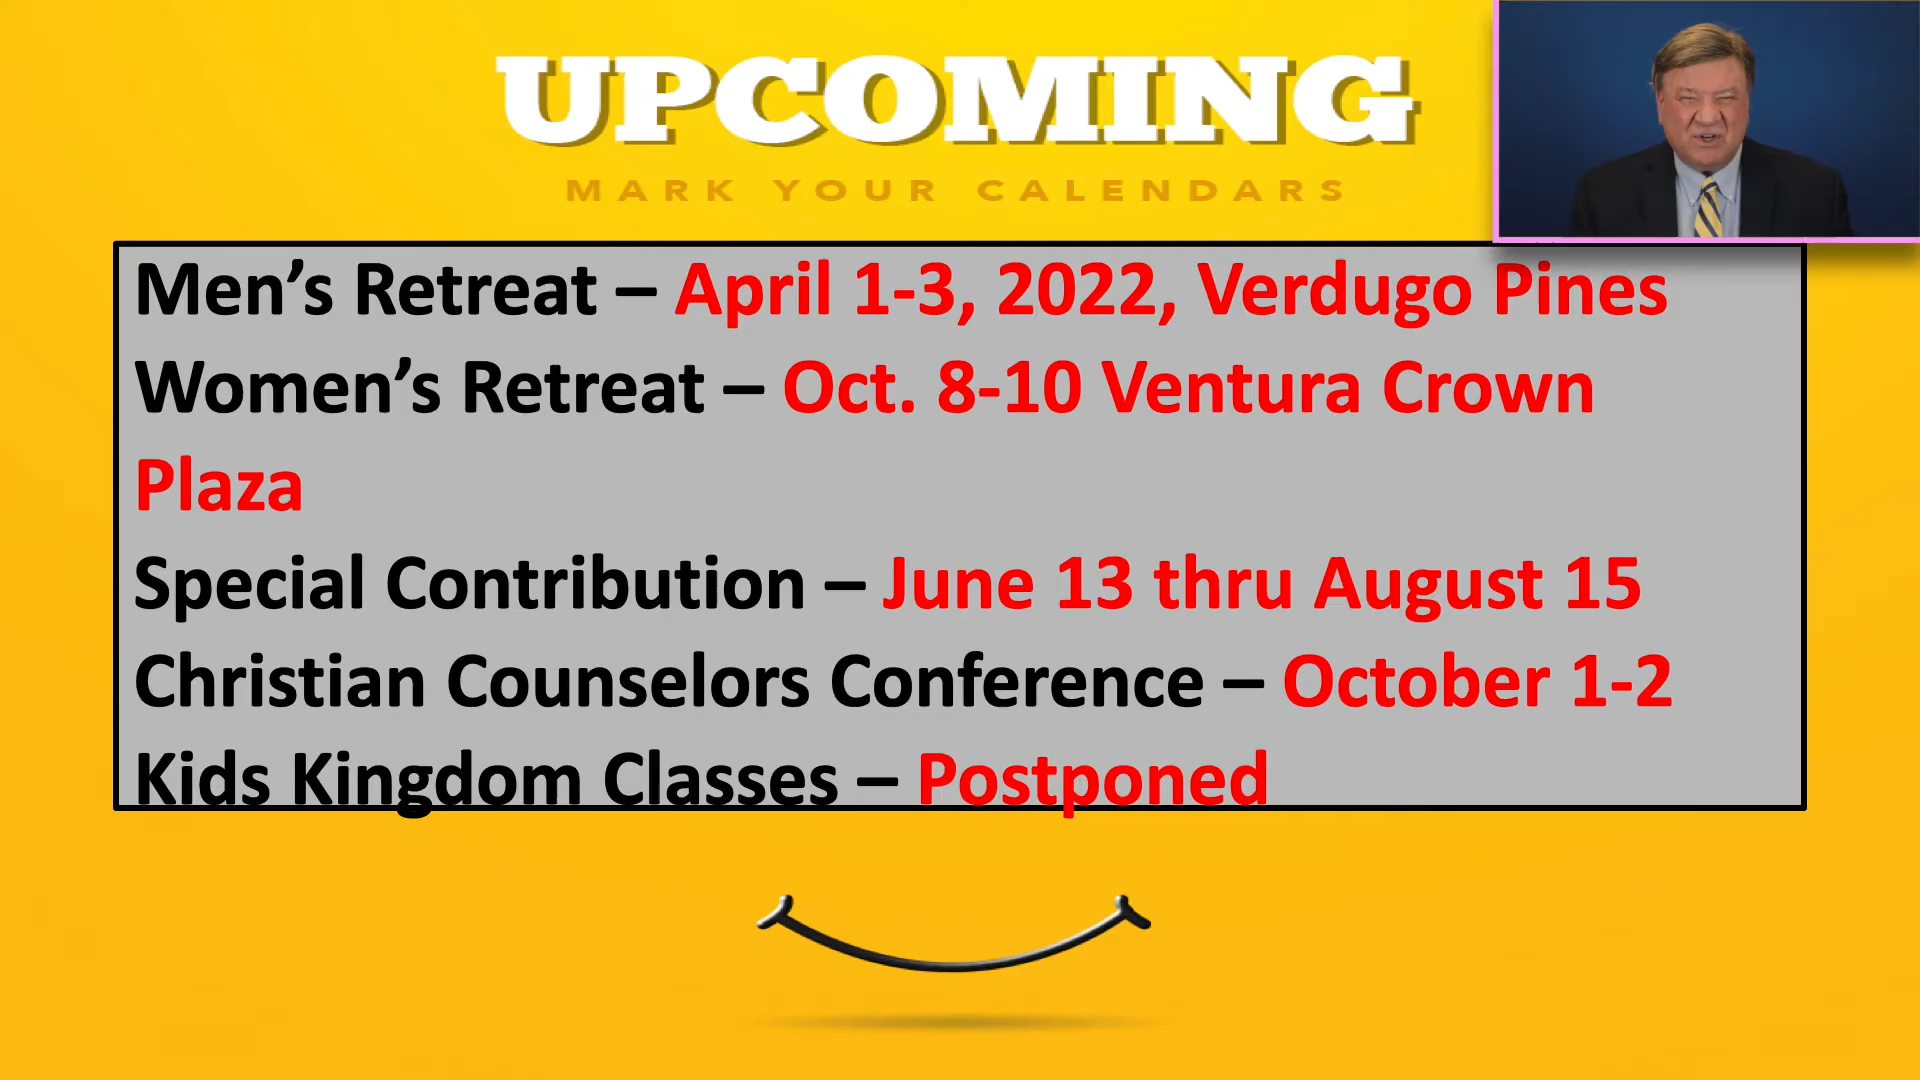 UPCOMING
MARK YOUR CALENDARS
Men’s Retreat – April 1-3, 2022, Verdugo Pines
Women’s Retreat – Oct. 8-10 Ventura Crown
Plaza
Special Contribution – June 13 thru August 15
Christian Counselors Conference – October 1-2
Kids Kingdom Classes – Postponed